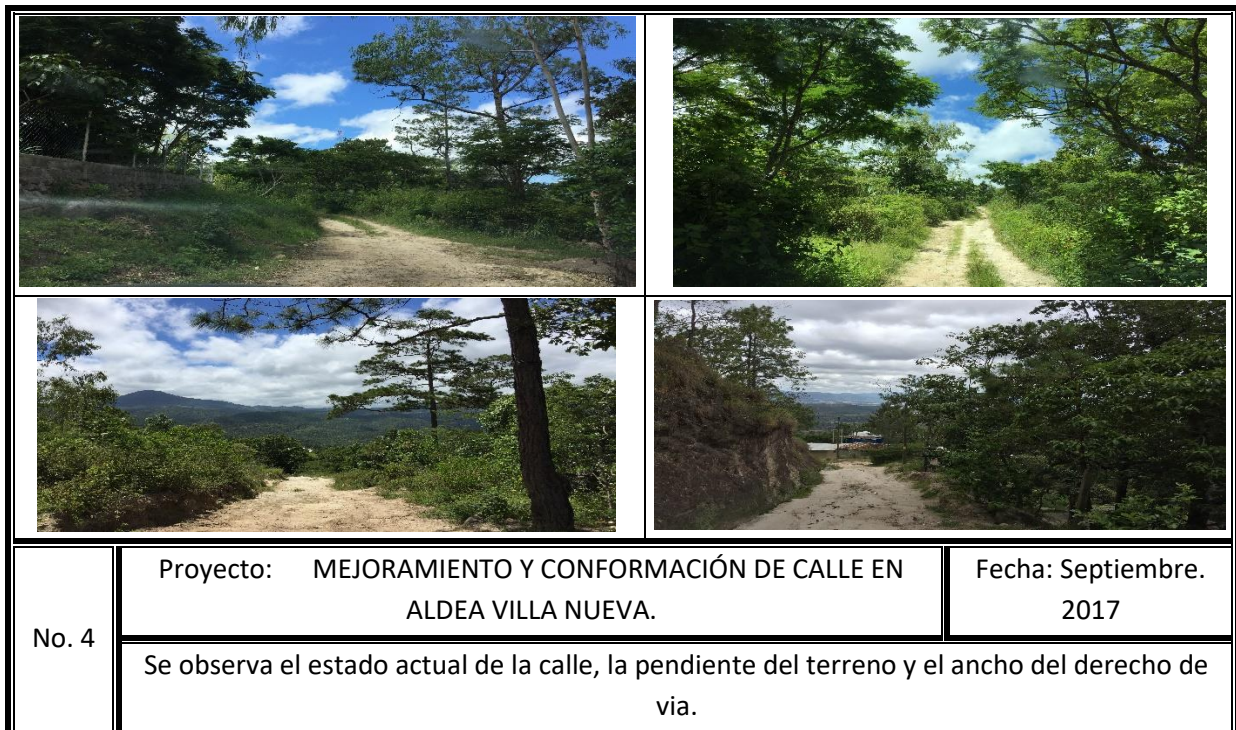 No. 4
Proyecto: MEJORAMIENTO Y CONFORMACIÓN DE CALLE EN
ALDEA VILLA NUEVA.
Fecha: Septiembre.
2017
Se observa el estado actual de la calle, la pendiente del terreno y el ancho del derecho de
via.